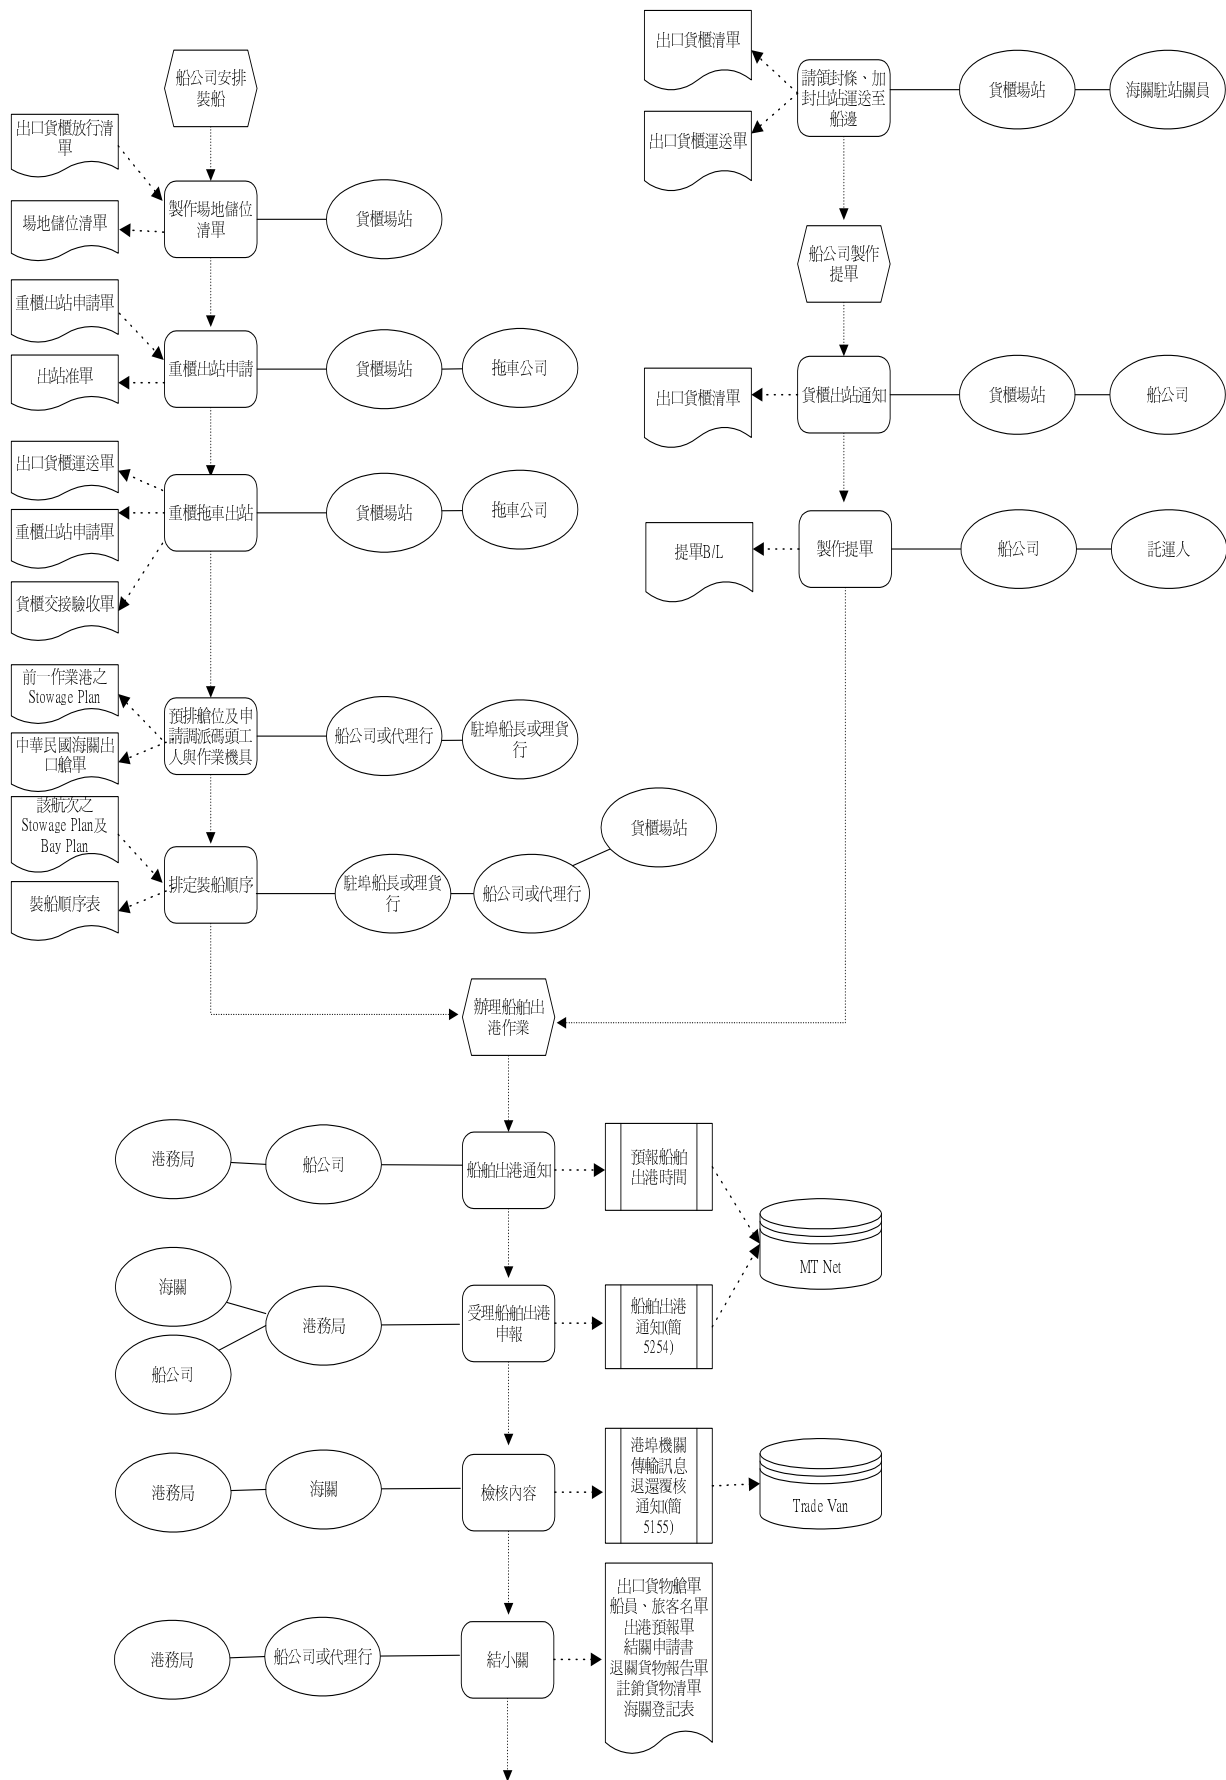 船公司安排
裝船
出口貨櫃放行清
單
製作場地儲位
清單
貨櫃場站
場地儲位清單
重櫃出站申請單
重櫃出站申請
貨櫃場站
拖車公司
出站准單
出口貨櫃運送單
重櫃拖車出站
貨櫃場站
拖車公司
重櫃出站申請單
貨櫃交接驗收單
前一作業港之
Stowage Plan
預排艙位及申
請調派碼頭工
人與作業機具
船公司或代理行
駐埠船長或理貨
行
中華民國海關出
口艙單
該航次之
Stowage Plan及
Bay Plan
排定裝船順序
駐埠船長或理貨
行
船公司或代理行
貨櫃場站
裝船順序表
出口貨櫃清單
請領封條、加
封出站運送至
船邊
貨櫃場站
海關駐站關員
出口貨櫃運送單
船公司製作
提單
出口貨櫃清單
貨櫃出站通知
貨櫃場站
船公司
提單B/L
製作提單
船公司
託運人
辦理船舶出
港作業
港務局
船公司
船舶出港通知
預報船舶
出港時間
MT Net
海關
船公司
港務局
受理船舶出港
申報
船舶出港
通知(簡
5254)
港務局
海關
檢核內容
港埠機關
傳輸訊息
退還覆核
通知(簡
5155)
Trade Van
港務局
船公司或代理行
結小關
出口貨物艙單
船員、旅客名單
出港預報單
結關申請書
退關貨物報告單
註銷貨物清單
海關登記表